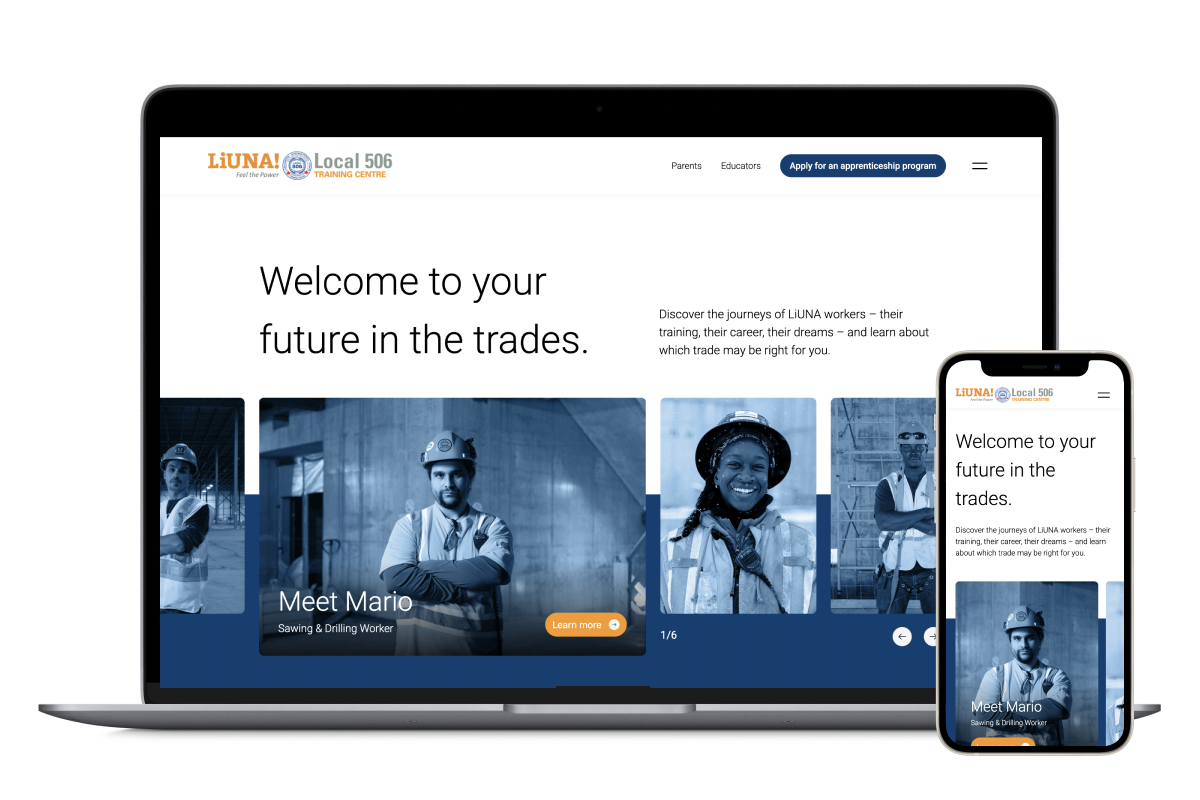 LiUNA!
Feel the Power
506
Local 506
TRAINING CENTRE
Parents
Educators
Apply for an apprenticeship program
Welcome to your
future in the trades.
Discover the journeys of LiUNA workers – their
training, their career, their dreams – and learn about
which trade may be right for you.
Meet Mario
Sawing & Drilling Worker
Learn more
1/6
LiUNA!
Feel the Power
Local 506
TRAINING CENTRE
Welcome to your
future in the
trades.
Discover the journeys of LiUNA workers – their
training, their career, their dreams – and learn
about which trade may be right for you.
Meet Mario
Sawing & Drilling Worker